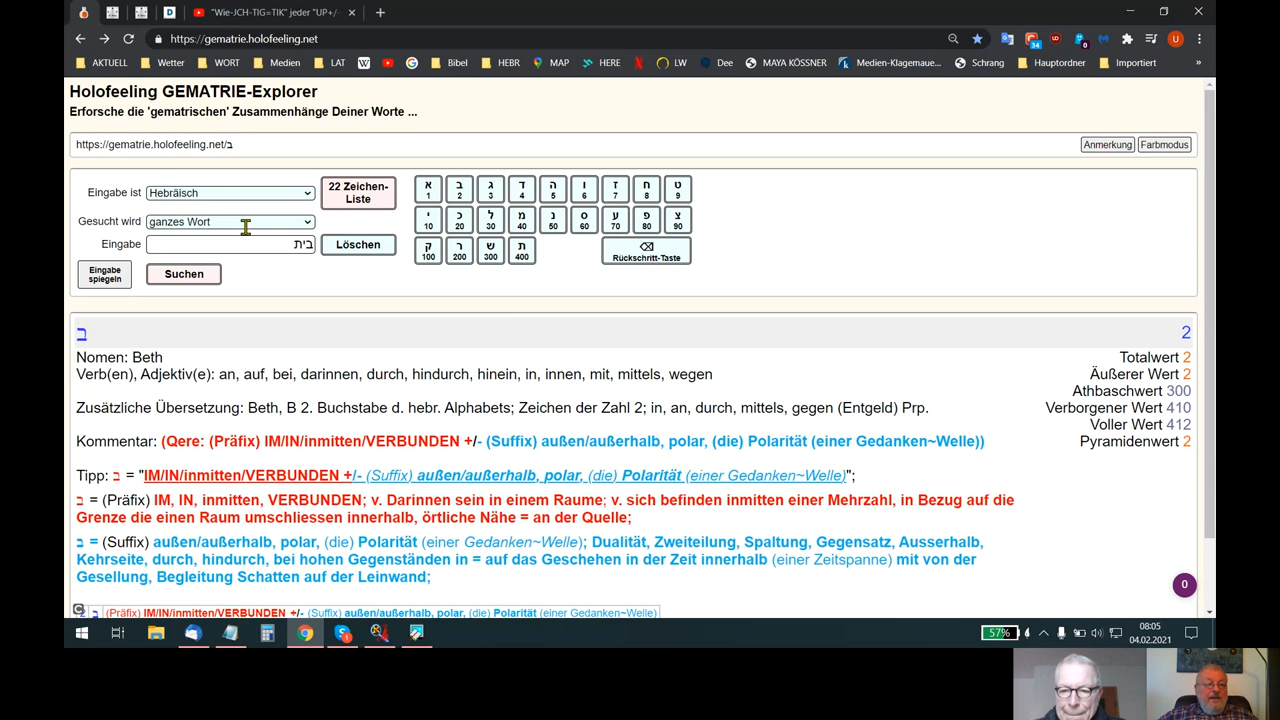 "Wie-JCH-TIG=TIK" jeder "UP+/-
https://gematrie.holofeeling.net
AKTUELL Wetter WORT Medien LAT Bibel HEBR MAP HERE LW Dee MAYA KÖSSNER Medien-Klagemaue... Schrang Hauptordner Importiert »
Holofeeling GEMATRIE-Explorer
Erforsche die 'gematrischen' Zusammenhänge Deiner Worte ...
https://gematrie.holofeeling.net/ב
Anmerkung Farbmodus
Eingabe ist Hebräisch
22 Zeichen-
Liste
Gesucht wird ganzes Wort
Eingabe בית Löschen
Eingabe
spiegeln
Suchen
א ב ג ד ה ו ז ח ט
1 2 3 4 5 6 7 8 9
י כ ל מ נ ס ע פ צ
10 20 30 40 50 60 70 80 90
ק ר ש ת
100 200 300 400
Rückschritt-Taste
ב 2
Nomen: Beth
Verb(en), Adjektiv(e): an, auf, bei, darinnen, durch, hindurch, hinein, in, innen, mit, mittels, wegen
Zusätzliche Übersetzung: Beth, B 2. Buchstabe d. hebr. Alphabets; Zeichen der Zahl 2; in, an, durch, mittels, gegen (Entgeld) Prp.
Kommentar: (Qere: (Präfix) IM/IN/inmitten/VERBUNDEN +/- (Suffix) außen/außerhalb, polar, (die) Polarität (einer Gedanken~Welle))
Tipp: ב = "IM/IN/inmitten/VERBUNDEN +/- (Suffix) außen/außerhalb, polar, (die) Polarität (einer Gedanken~Welle)";
ב = (Präfix) IM, IN, inmitten, VERBUNDEN; v. Darinnen sein in einem Raume; v. sich befinden inmitten einer Mehrzahl, in Bezug auf die
Grenze die einen Raum umschliessen innerhalb, örtliche Nähe = an der Quelle;
ב = (Suffix) außen/außerhalb, polar, (die) Polarität (einer Gedanken~Welle); Dualität, Zweiteilung, Spaltung, Gegensatz, Ausserhalb,
Kehrseite, durch, hindurch, bei hohen Gegenständen in = auf das Geschehen in der Zeit innerhalb (einer Zeitspanne) mit von der
Gesellung, Begleitung Schatten auf der Leinwand;
ב (Präfix) IM/IN/inmitten/VERBUNDEN +/- (Suffix) außen/außerhalb, polar, (die) Polarität (einer Gedanken~Welle)
Totalwert 2
Äußerer Wert 2
Athbaschwert 300
Verborgener Wert 410
Voller Wert 412
Pyramidenwert 2
0
57%
08:05
04.02.2021